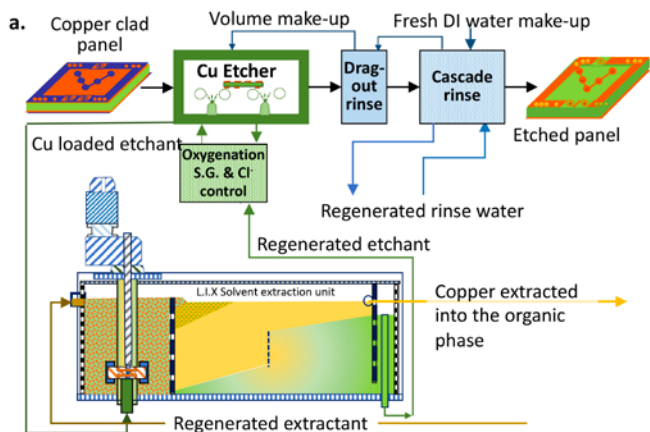 a.
Copper clad
panel
Volume make-up
Fresh DI water make-up
Cu Etcher
Drag-
out
rinse
Cascade
rinse
Etched panel
Cu loaded etchant
Oxygenation
S.G. & Cl-
control
Regenerated rinse water
Regenerated etchant
L.I.X Solvent extraction unit
Copper extracted
into the organic
phase
Regenerated extractant